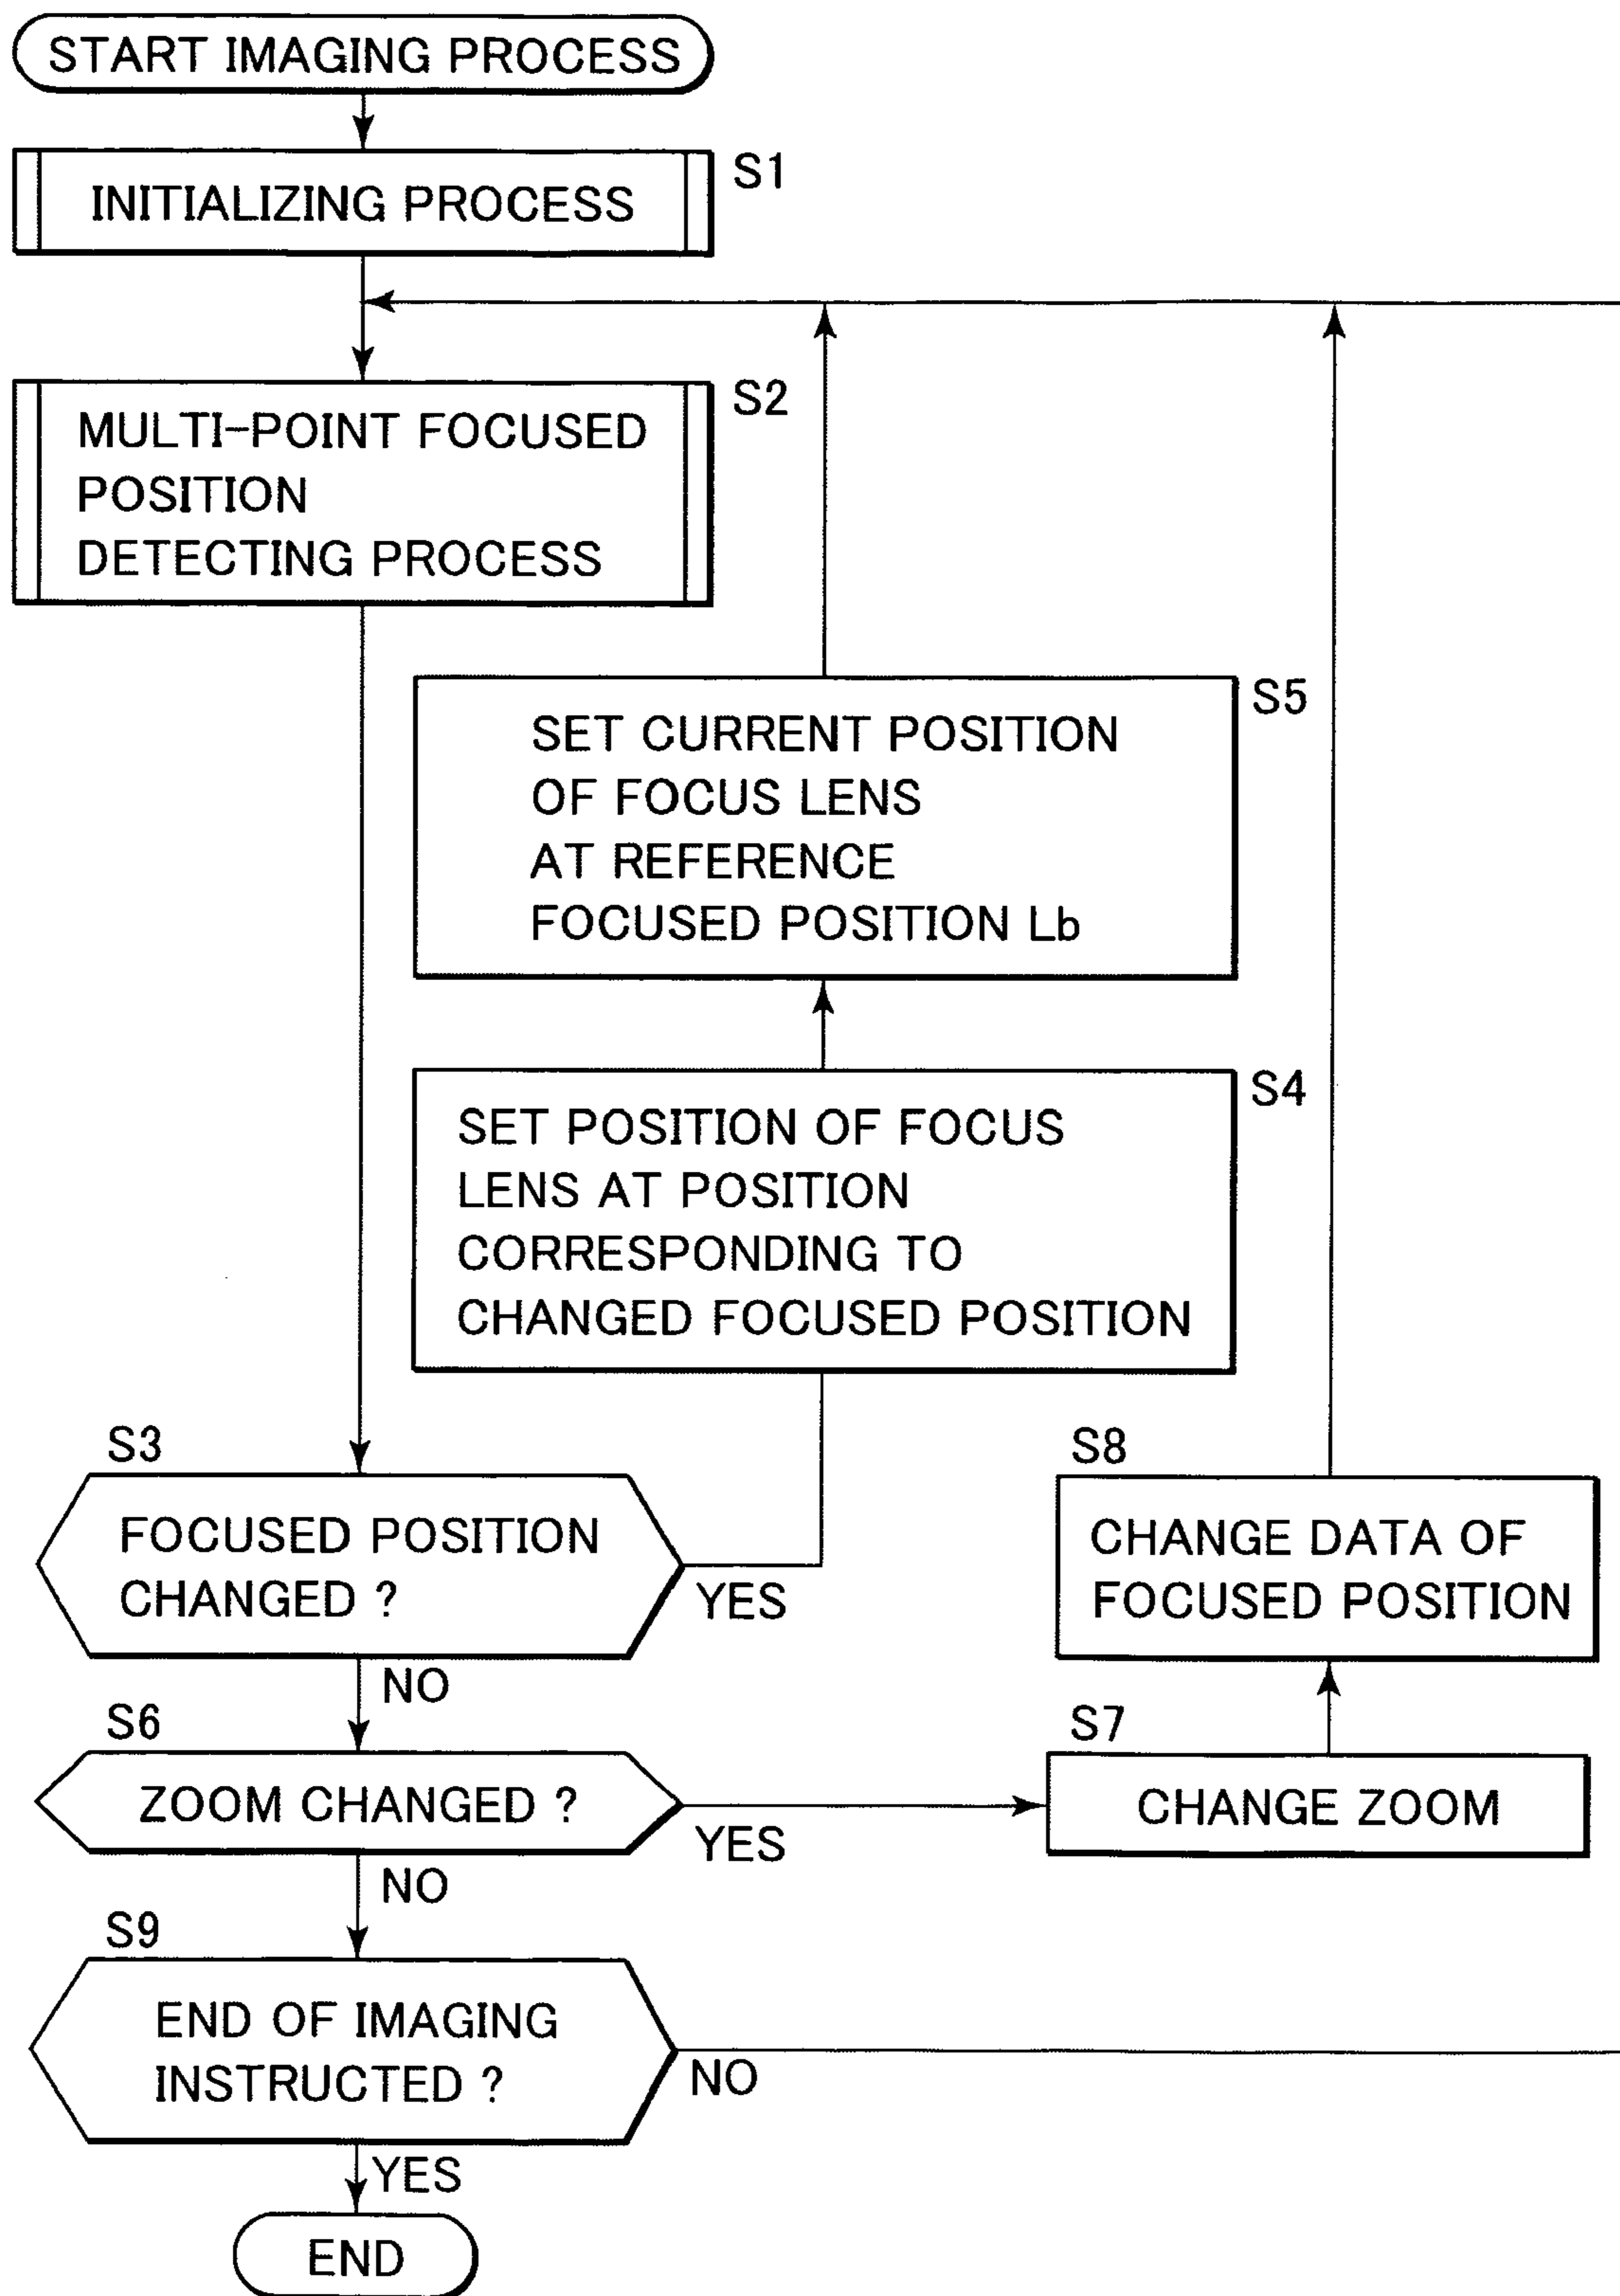 START IMAGING PROCESS
S1
INITIALIZING PROCESS
S2
MULTI-POINT FOCUSED
POSITION
DETECTING PROCESS
S5
SET CURRENT POSITION
OF FOCUS LENS
AT REFERENCE
FOCUSED POSITION Lb
S4
SET POSITION OF FOCUS
LENS AT POSITION
CORRESPONDING TO
CHANGED FOCUSED POSITION
S3
FOCUSED POSITION
CHANGED ?
YES
NO
S8
CHANGE DATA OF
FOCUSED POSITION
S6
ZOOM CHANGED ?
YES
NO
S7
CHANGE ZOOM
S9
END OF IMAGING
INSTRUCTED ?
NO
YES
END